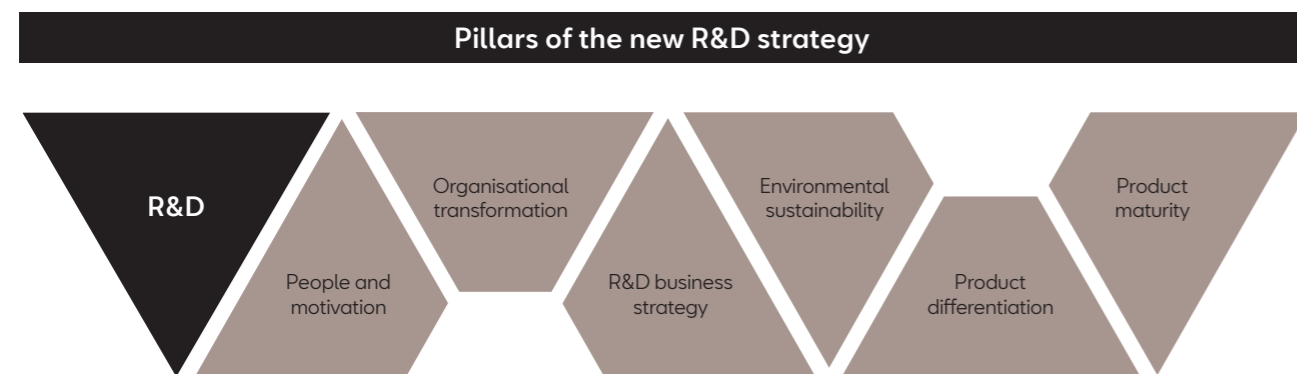 Pillars of the new R&D strategy
R&D
People and
motivation
Organisational
transformation
R&D business
strategy
Environmental
sustainability
Product
differentiation
Product
maturity